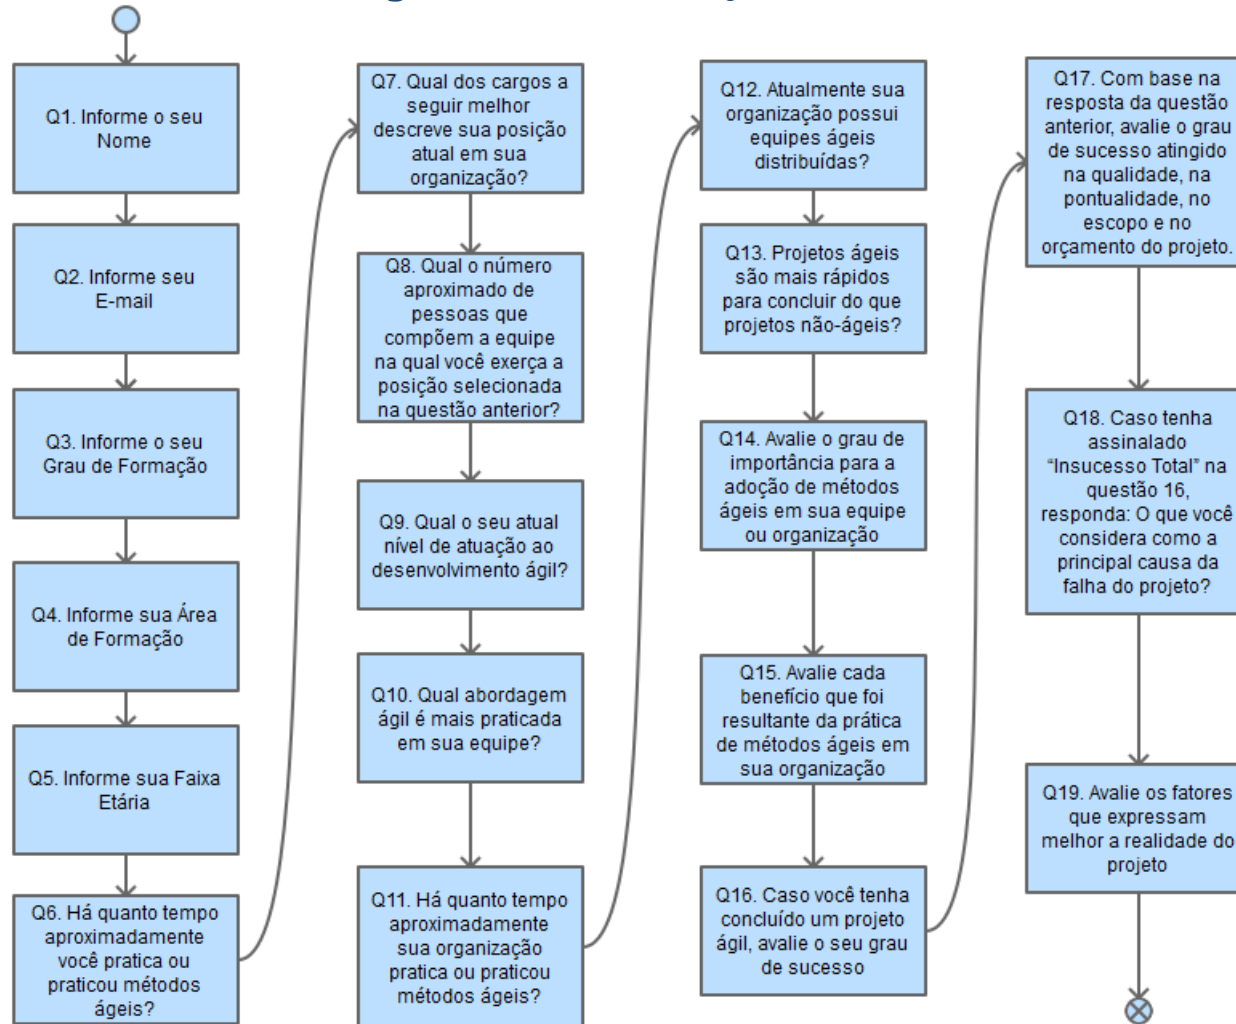 Q1. Informe o seu
Nome
Q2. Informe seu
E-mail
Q3. Informe o seu
Grau de Formação
Q4. Informe sua Área
de Formação
Q5. Informe sua Faixa
Etária
Q6. Há quanto tempo
aproximadamente
você pratica ou
praticou métodos
ágeis?
Q7. Qual dos cargos a
seguir melhor
descreve sua posição
atual em sua
organização?
Q8. Qual o número
aproximado de
pessoas que
compõem a equipe
na qual você exerça a
posição selecionada
na questão anterior?
Q9. Qual o seu atual
nível de atuação ao
desenvolvimento ágil?
Q10. Qual abordagem
ágil é mais praticada
em sua equipe?
Q11. Há quanto tempo
aproximadamente
sua organização
pratica ou praticou
métodos ágeis?
Q12. Atualmente sua
organização possui
equipes ágeis
distribuídas?
Q13. Projetos ágeis
são mais rápidos
para concluir do que
projetos não-ágeis?
Q14. Avalie o grau de
importância para a
adoção de métodos
ágeis em sua equipe
ou organização
Q15. Avalie cada
benefício que foi
resultante da prática
de métodos ágeis em
sua organização
Q16. Caso você tenha
concluído um projeto
ágil, avalie o seu grau
de sucesso
Q17. Com base na
resposta da questão
anterior, avalie o grau
de sucesso atingido
na qualidade, na
pontualidade, no
escopo e no
orçamento do projeto.
Q18. Caso tenha
assinalado
“Insucesso Total” na
questão 16,
responda: O que você
considera como a
principal causa da
falha do projeto?
Q19. Avalie os fatores
que expressam
melhor a realidade do
projeto